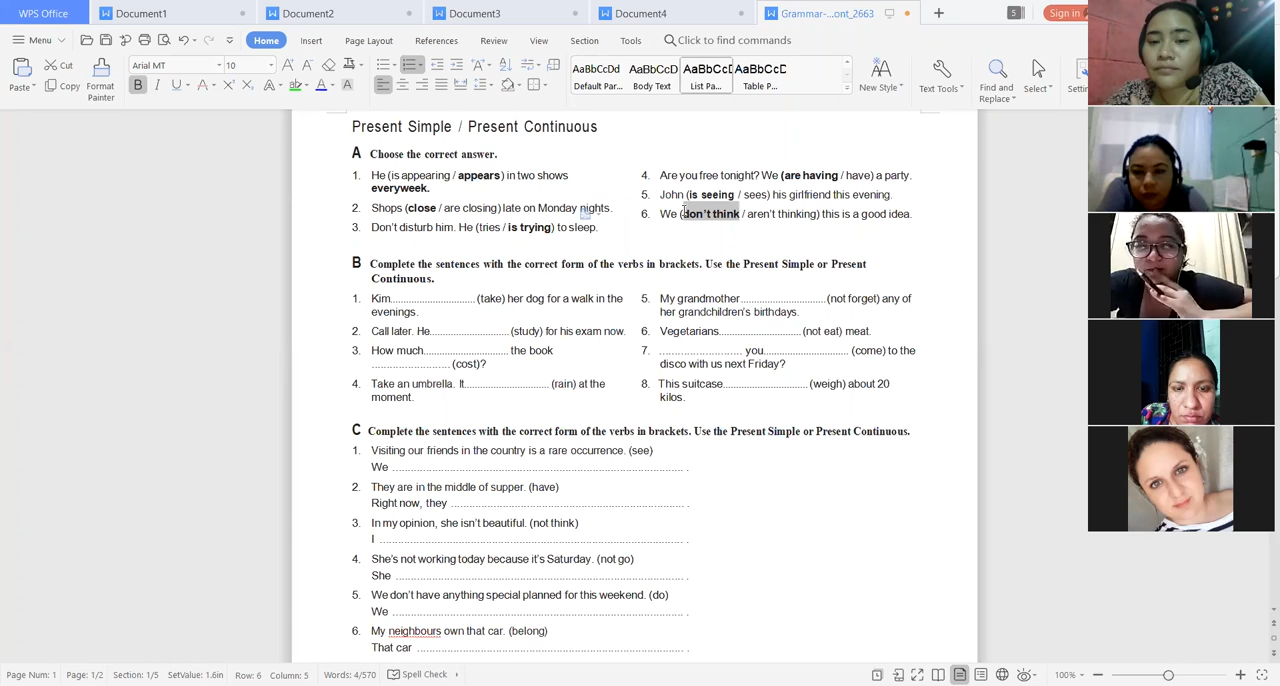 WPS Office Document1 Document2 Document3 Document4 Grammar-...ont_2663 S Sign in
Menu Home Insert Page Layout References Review View Section Tools Click to find commands
Paste Cut Copy Format Painter Arial MT 10
AaBbCcDd AaBbCcD AaBbCcI AaBbCcD
Default Par... Body Text List Pa... Table P...
New Style Text Tools Find and Replace Select Settin
Present Simple / Present Continuous
A Choose the correct answer.
1. He (is appearing / appears) in two shows
everyweek.
2. Shops (close / are closing) late on Monday nights.
3. Don't disturb him. He (tries / is trying) to sleep.
4. Are you free tonight? We (are having / have) a party.
5. John (is seeing / sees) his girlfriend this evening.
6. We (don't think / aren't thinking) this is a good idea.
B Complete the sentences with the correct form of the verbs in brackets. Use the Present Simple or Present
Continuous.
1. Kim............................ (take) her dog for a walk in the
evenings.
2. Call later. He............................ (study) for his exam now.
3. How much............................ the book
............................ (cost)?
4. Take an umbrella. It............................ (rain) at the
moment.
5. My grandmother............................ (not forget) any of
her grandchildren's birthdays.
6. Vegetarians............................ (not eat) meat.
7. ............................ you............................ (come) to the
disco with us next Friday?
8. This suitcase............................ (weigh) about 20
kilos.
C Complete the sentences with the correct form of the verbs in brackets. Use the Present Simple or Present Continuous.
1. Visiting our friends in the country is a rare occurrence. (see)
We ................................................................ .
2. They are in the middle of supper. (have)
Right now, they ................................................................ .
3. In my opinion, she isn't beautiful. (not think)
I ................................................................ .
4. She's not working today because it's Saturday. (not go)
She ................................................................ .
5. We don't have anything special planned for this weekend. (do)
We ................................................................ .
6. My neighbours own that car. (belong)
That car ................................................................ .
Page Num: 1 Page: 1/2 Section: 1/5 SetValue: 1.6in Row: 6 Column: 5 Words: 4/570 Spell Check 100%